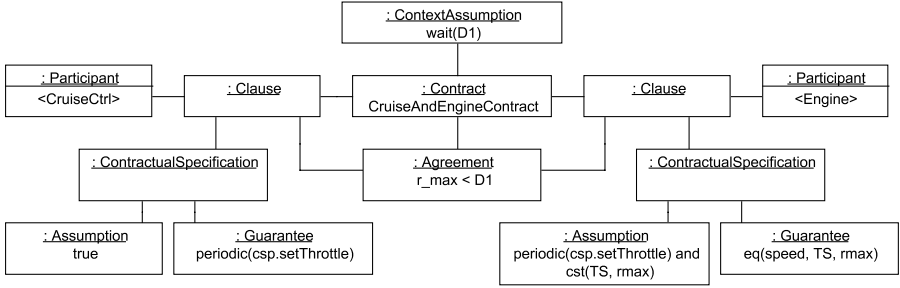 : ContextAssumption
wait(D1)
: Participant
<CruiseCtrl>
: Clause
: Contract
CruiseAndEngineContract
: Clause
: Participant
<Engine>
: ContractualSpecification
: Agreement
r_max < D1
: ContractualSpecification
: Assumption
true
: Guarantee
periodic(csp.setThrottle)
: Assumption
periodic(csp.setThrottle) and
cst(TS, rmax)
: Guarantee
eq(speed, TS, rmax)